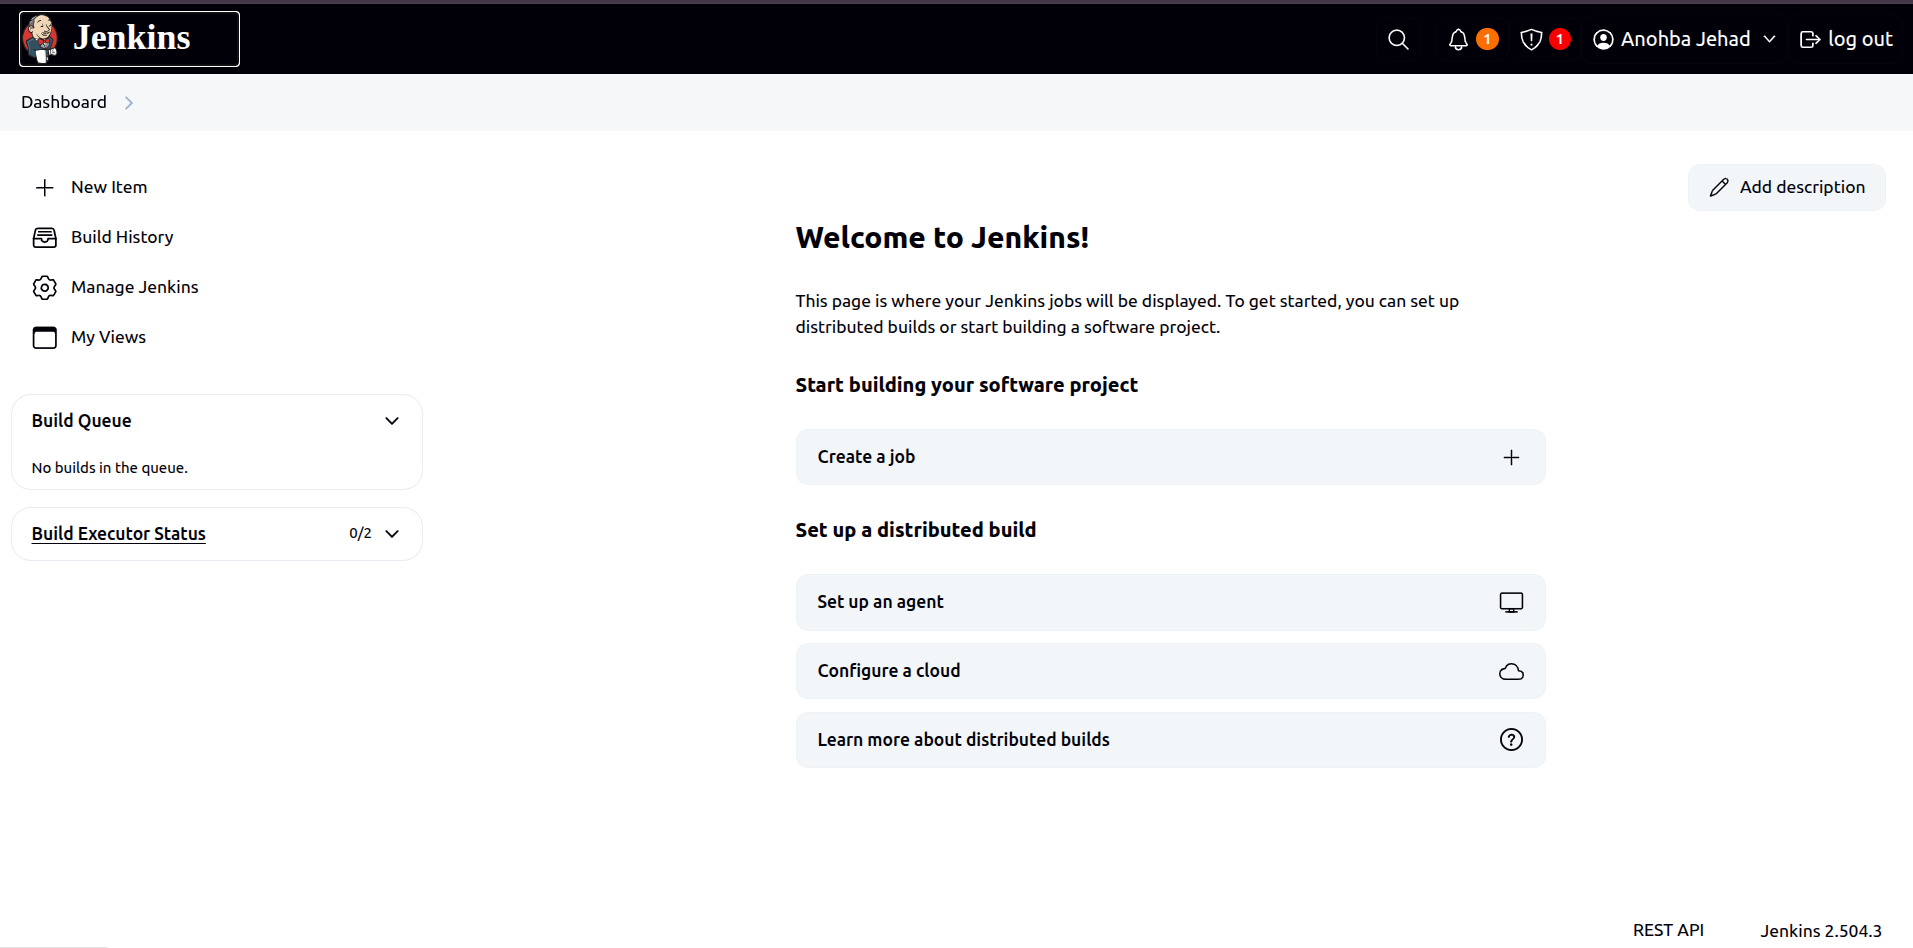 Jenkins
1
1
Anohba Jehad
log out
Dashboard
New Item
Build History
Manage Jenkins
My Views
Build Queue
No builds in the queue.
Build Executor Status
0/2
Add description
Welcome to Jenkins!
This page is where your Jenkins jobs will be displayed. To get started, you can set up
distributed builds or start building a software project.
Start building your software project
Create a job
Set up a distributed build
Set up an agent
Configure a cloud
Learn more about distributed builds
REST API
Jenkins 2.504.3